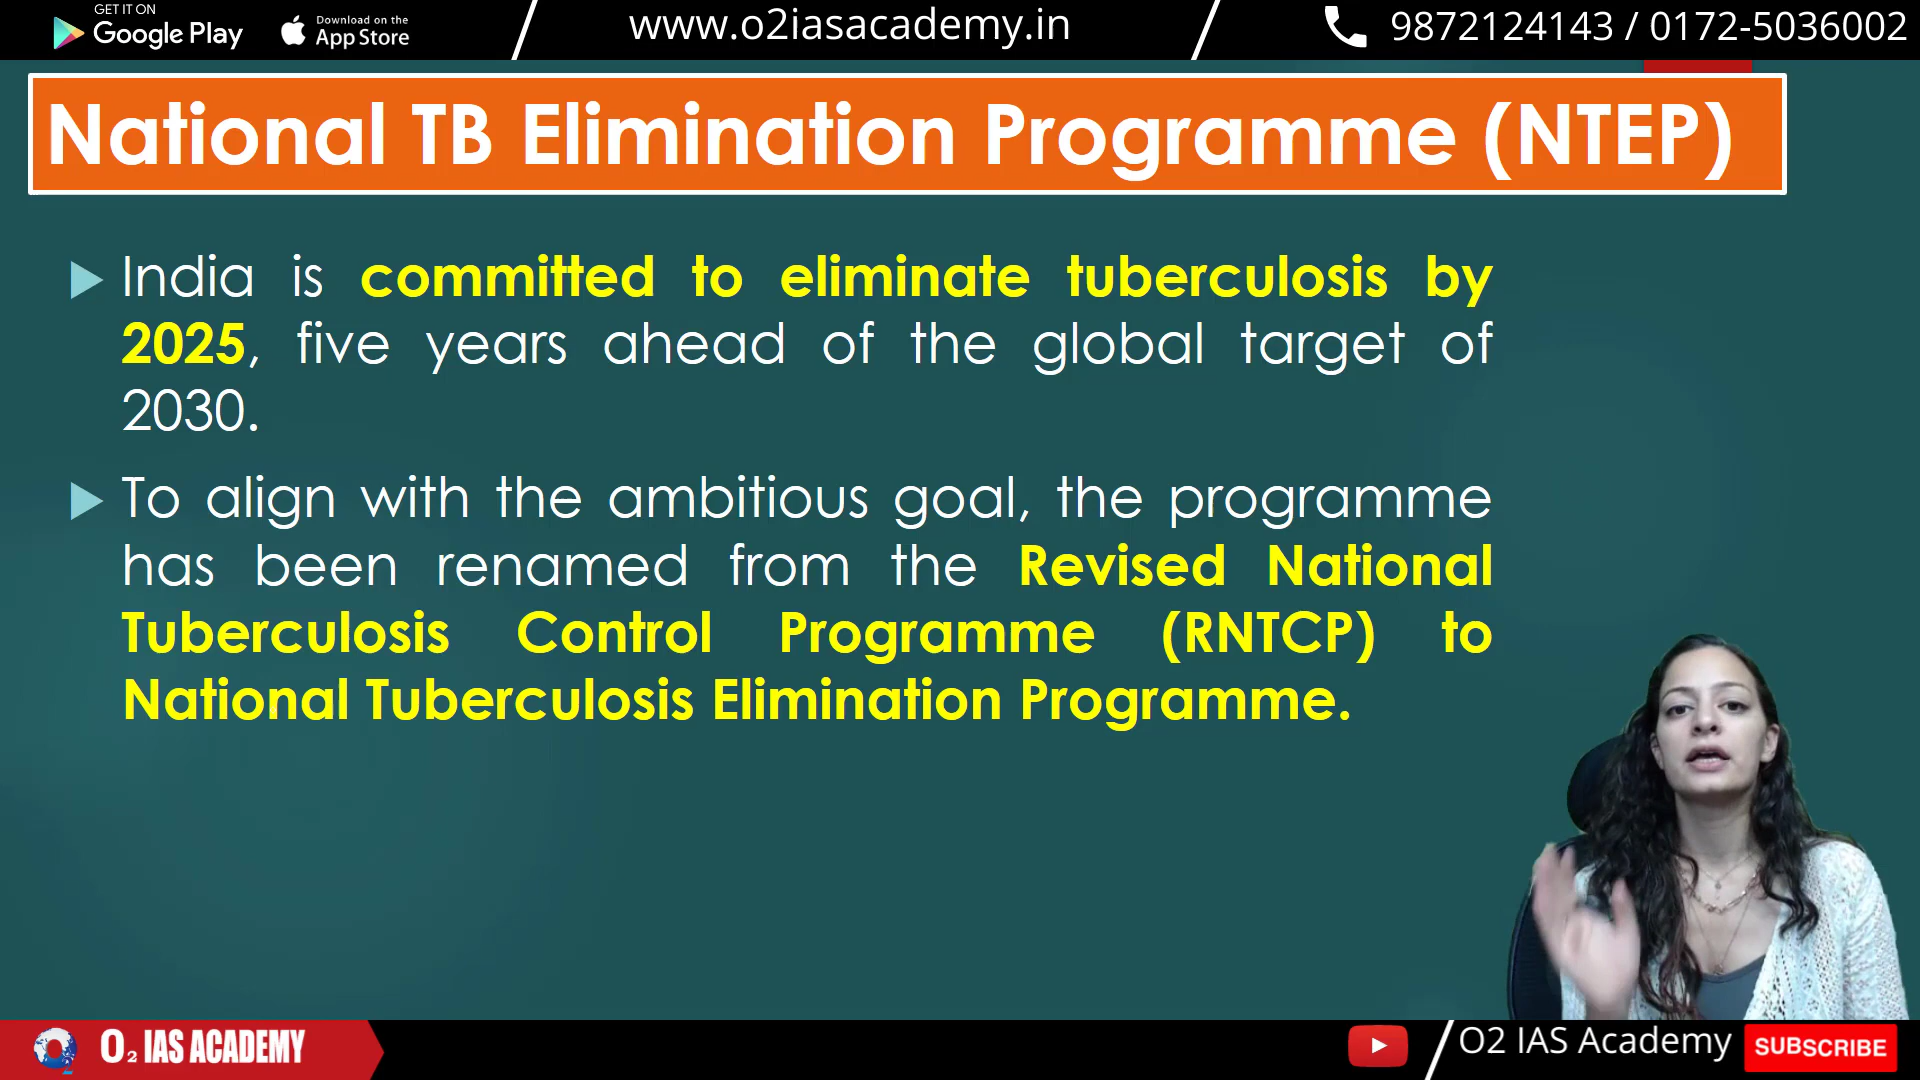 GET IT ON
Google Play
Download on the
App Store
www.o2iasacademy.in
9872124143 / 0172-5036002
National TB Elimination Programme (NTEP)
India is committed to eliminate tuberculosis by
2025, five years ahead of the global target of
2030.
To align with the ambitious goal, the programme
has been renamed from the Revised National
Tuberculosis Control Programme (RNTCP) to
National Tuberculosis Elimination Programme.
O2 IAS ACADEMY
O2 IAS Academy
SUBSCRIBE